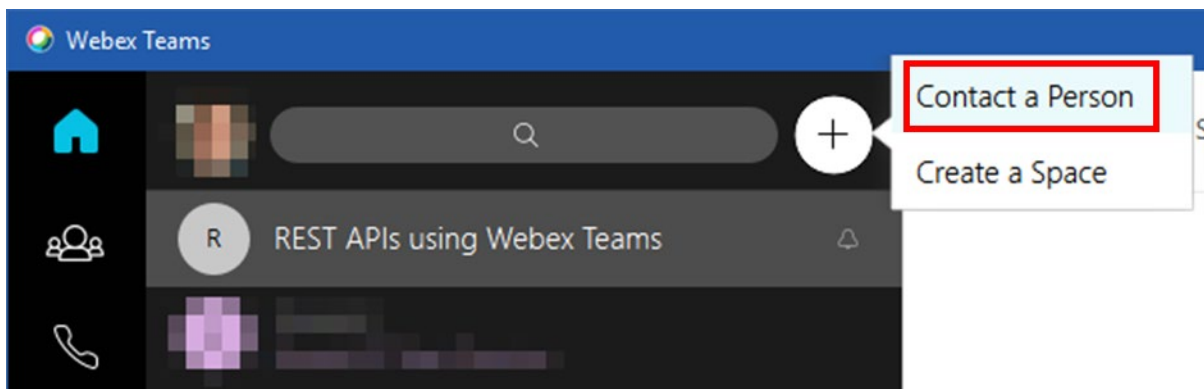 Webex Teams
Contact a Person
S
Create a Space
R
REST APIs using Webex Teams